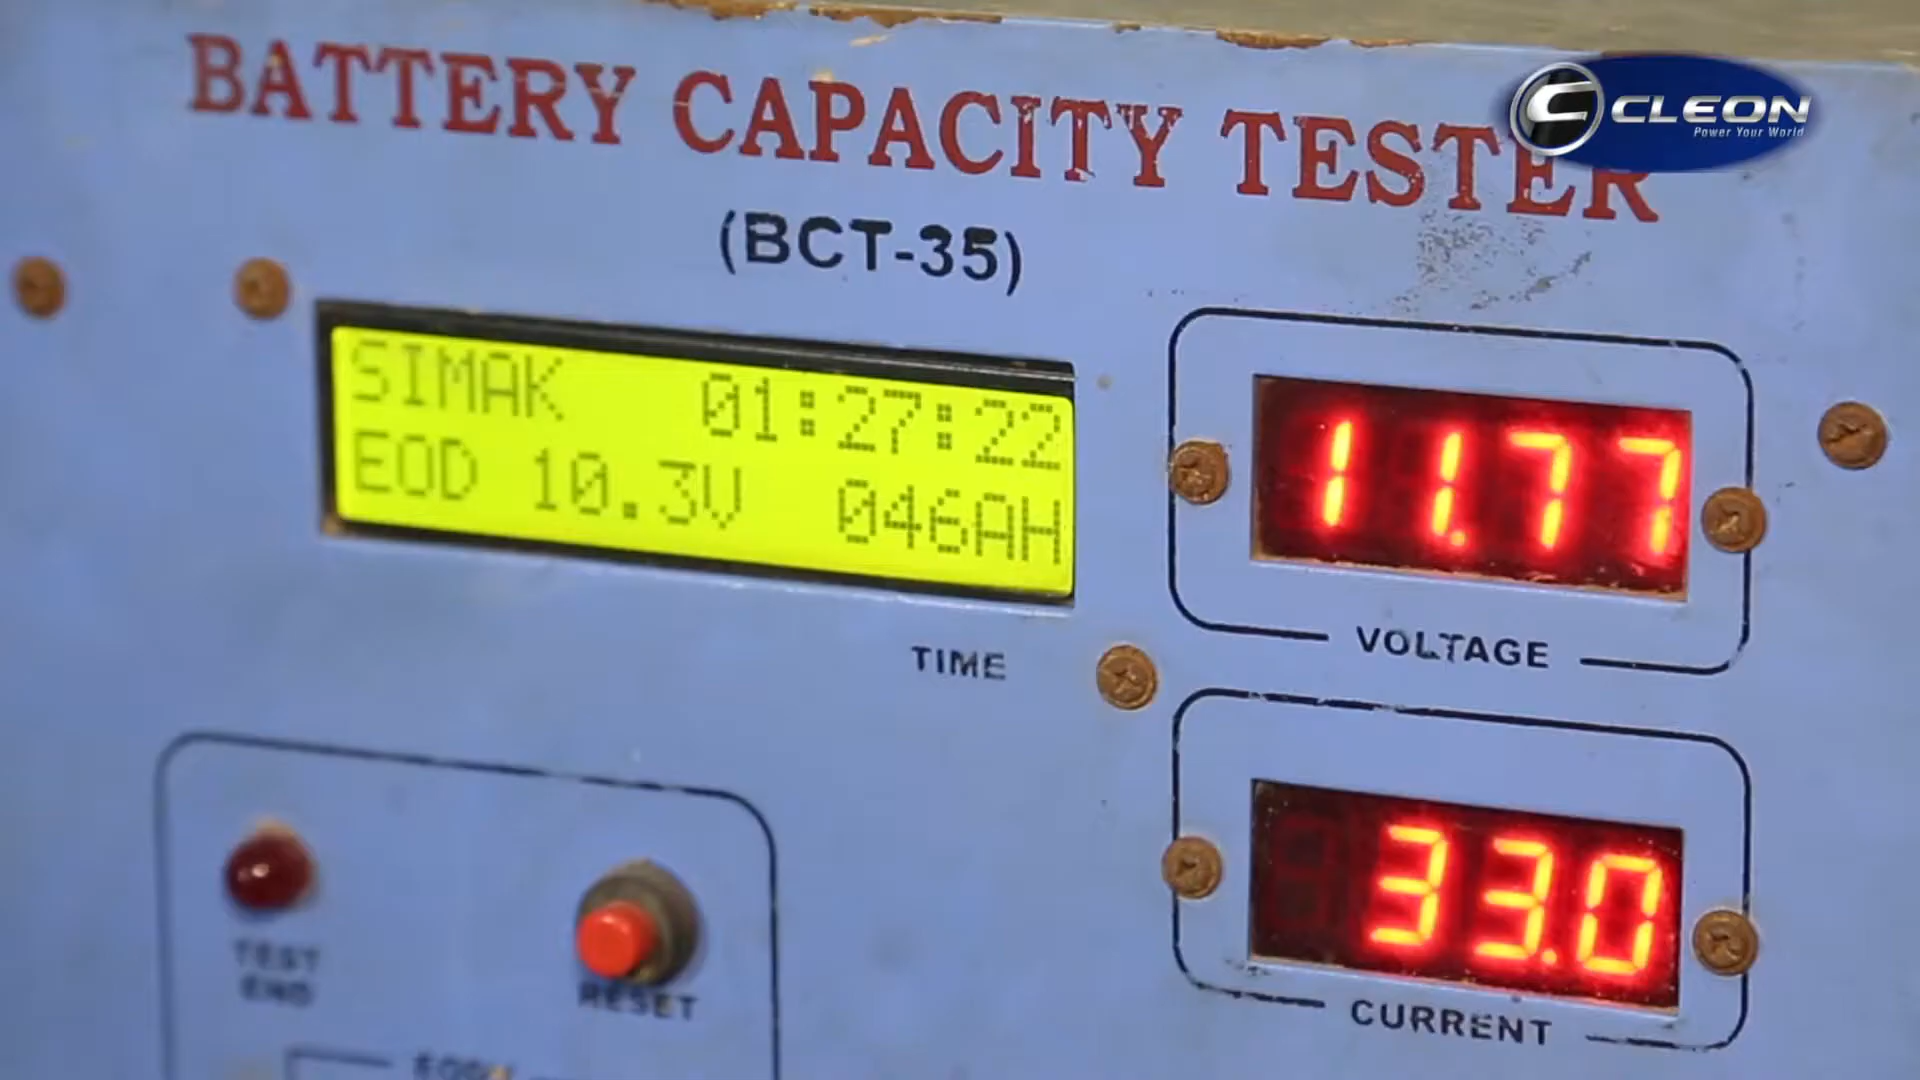 BATTERY CAPACITY TESTER
CLEON
Power Your World
(BCT-35)
SIMAK 01:27:22
EOD 10.3V 046AH
11.77
VOLTAGE
TIME
33.0
CURRENT
TEST
END
RESET